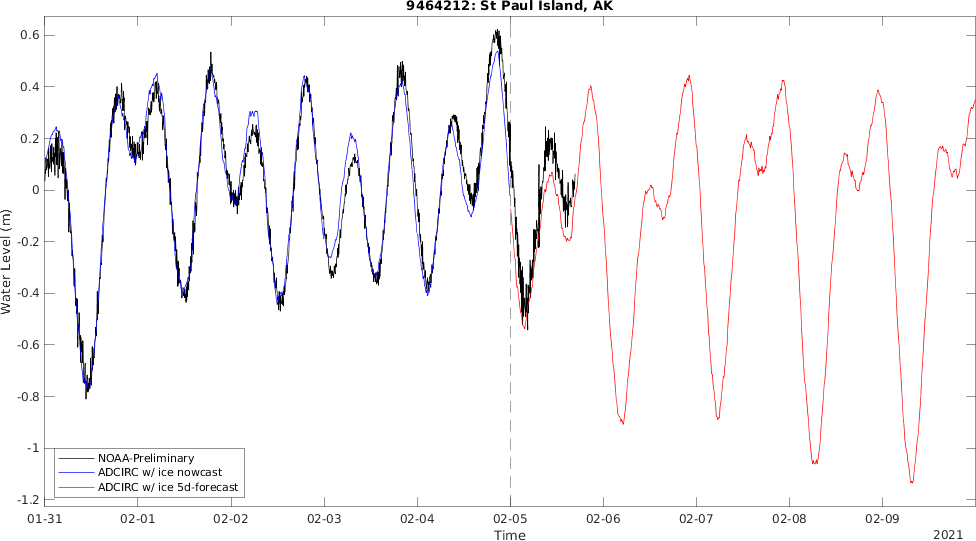 9464212: St Paul Island, AK
0.6
0.4
0.2
0
-0.2
-0.4
-0.6
-0.8
-1
-1.2
Water Level (m)
NOAA-Preliminary
ADCIRC w/ ice nowcast
ADCIRC w/ ice 5d-forecast
01-31 02-01 02-02 02-03 02-04 02-05 02-06 02-07 02-08 02-09
Time
2021